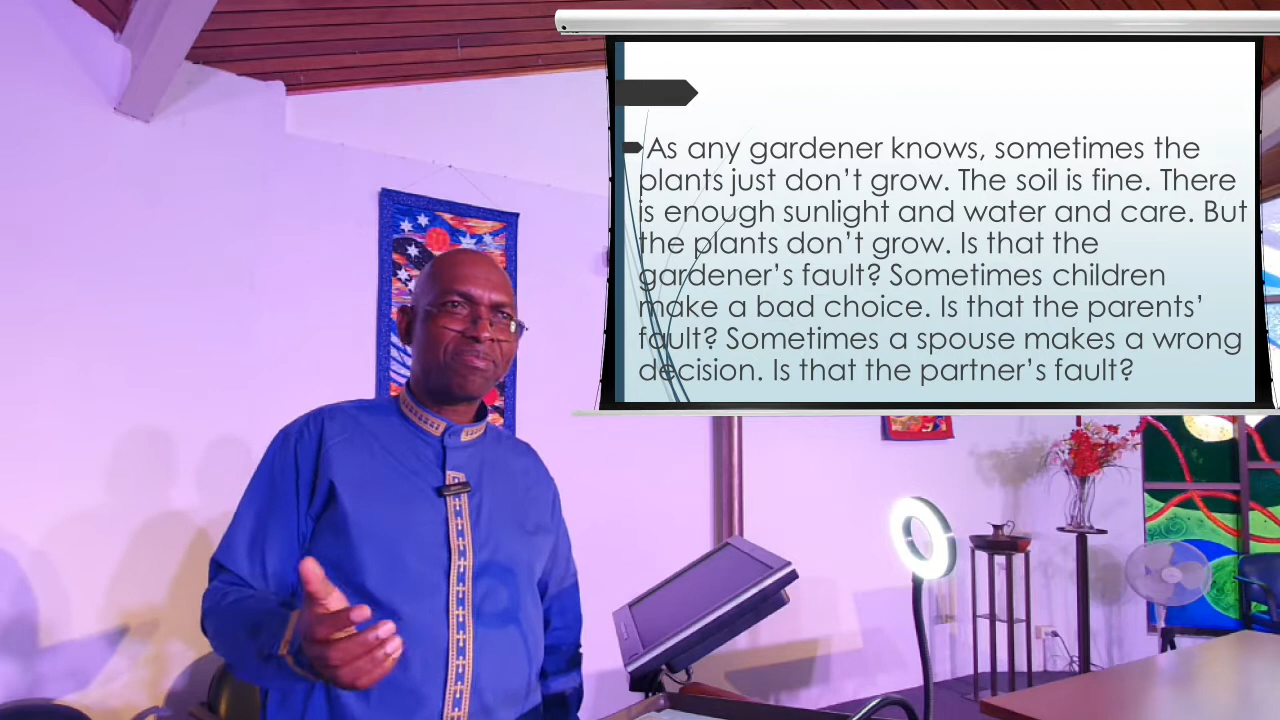 As any gardener knows, sometimes the
plants just don’t grow. The soil is fine. There
is enough sunlight and water and care. But
the plants don’t grow. Is that the
gardener’s fault? Sometimes children
make a bad choice. Is that the parents’
fault? Sometimes a spouse makes a wrong
decision. Is that the partner’s fault?